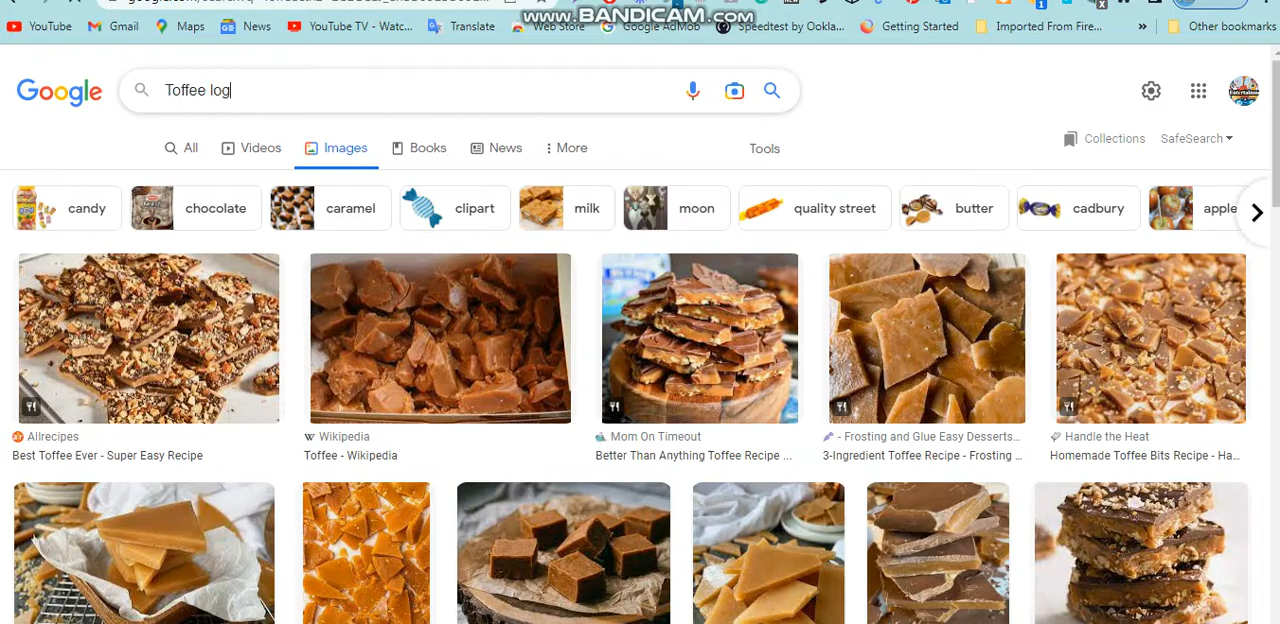 WWW.BANDICAM.COM
YouTube Gmail Maps News YouTube TV - Watc... Translate Web Store Google AdMob Speedtest by Ookla... Getting Started Imported From Fire... » Other bookmarks
Google Toffee log
All Videos Images Books News More Tools Collections SafeSearch
candy chocolate caramel clipart milk moon quality street butter cadbury apple
Allrecipes Wikipedia Mom On Timeout - Frosting and Glue Easy Desserts... Handle the Heat
Best Toffee Ever - Super Easy Recipe Toffee - Wikipedia Better Than Anything Toffee Recipe ... 3-Ingredient Toffee Recipe - Frosting ... Homemade Toffee Bits Recipe - Ha...